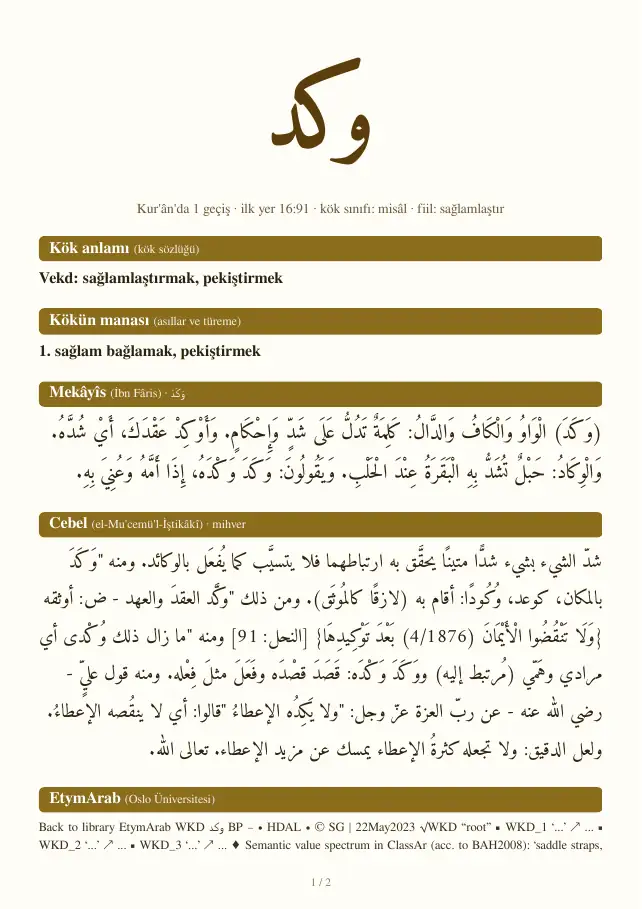 وكد
Kur'ân'da 1 geçiş · ilk yer 16:91 · kök sınıfı: misâl · fiil: sağlamlaştır
Kök anlamı (kök sözlüğü)
Vekd: sağlamlaştırmak, pekiştirmek
Kökün manası (asıllar ve türeme)
1. sağlam bağlamak, pekiştirmek
Mekâyîs (İbn Fâris) · وَكَدَ
(وَكَدَ) الْوَاوُ وَالْكَافُ وَالدَّالُ: كَلِمَةٌ تَدُلُّ عَلَى شَدٍّ وَإِحْكَامٍ. وَأَوْكِدْ عَقْدَكَ، أَيْ شُدَّهُ.
وَالْوِكَادُ: حَبْلٌ تُشَدُّ بِهِ الْبَقَرَةُ عِنْدَ الْحَلْبِ. وَيَقُولُونَ: وَكَدَ وَكْدَهُ، إِذَا أَمَّهُ وَعُنِيَ بِهِ.
Cebel (el-Mu'cemü'l-İştikâkî) · mihver
شدّ الشيء بشيء شدًّا متينًا يحقَّق به ارتباطهما فلا يتسيَّب كما يُفعَل بالوكائد. ومنه "وَكَدَ
بالمكان، كوعد، وُكُودًا: أقام به (لازقًا كالمُوثَق). ومن ذلك "وكَّد العقدَ والعهد - ض: أوثقه
{وَلَا تَنْقُضُوا الْأَيْمَانَ (4/1876) بَعْدَ تَوْكِيدِهَا} [النحل: 91] ومنه "ما زال ذلك وُكْدى أي
مرادي وهَمّي (مُرتبط إليه) ووَكَدَ وَكْدَه: قَصَدَ قصْدَه وفَعَلَ مثلَ فِعْله. ومنه قول عليٍّ -
رضي الله عنه - عن ربّ العزة عزّ وجل: "ولا يَكِدُه الإعطاءُ "قالوا: أي لا ينقُصه الإعطاءُ.
ولعل الدقيق: ولا تجعله كثرةُ الإعطاء يمسك عن مزيد الإعطاء. تعالى الله.
EtymArab (Oslo Üniversitesi)
Back to library EtymArab WKD وكد BP – • HDAL • © SG | 22May2023 √WKD “root” ▪ WKD_1 ‘...’ ↗ ... ▪
WKD_2 ‘...’ ↗ ... ▪ WKD_3 ‘...’ ↗ ... ♦ Semantic value spectrum in ClassAr (acc. to BAH2008): ‘saddle straps,
1 / 2